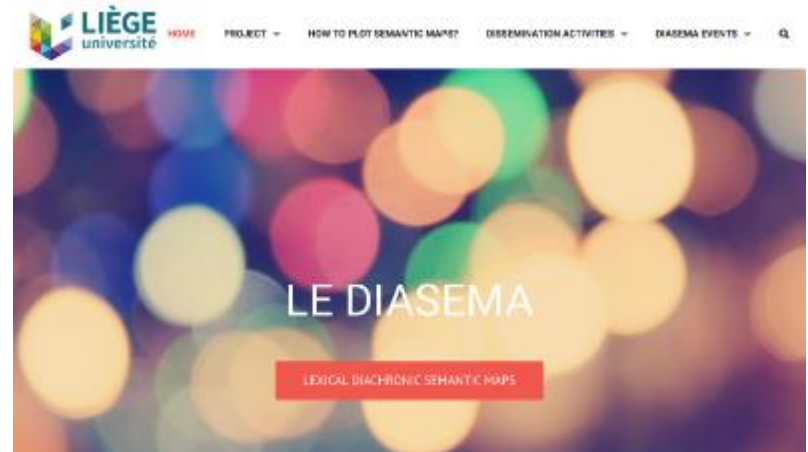 LIÈGE
université
HOME PROJECT HOW TO PLOT SEMANTIC MAPS? DISSEMINATION ACTIVITIES DIASEMA EVENTS
LE DIASEMA
LEXICAL DIACHRONIC SEMANTIC MAPS